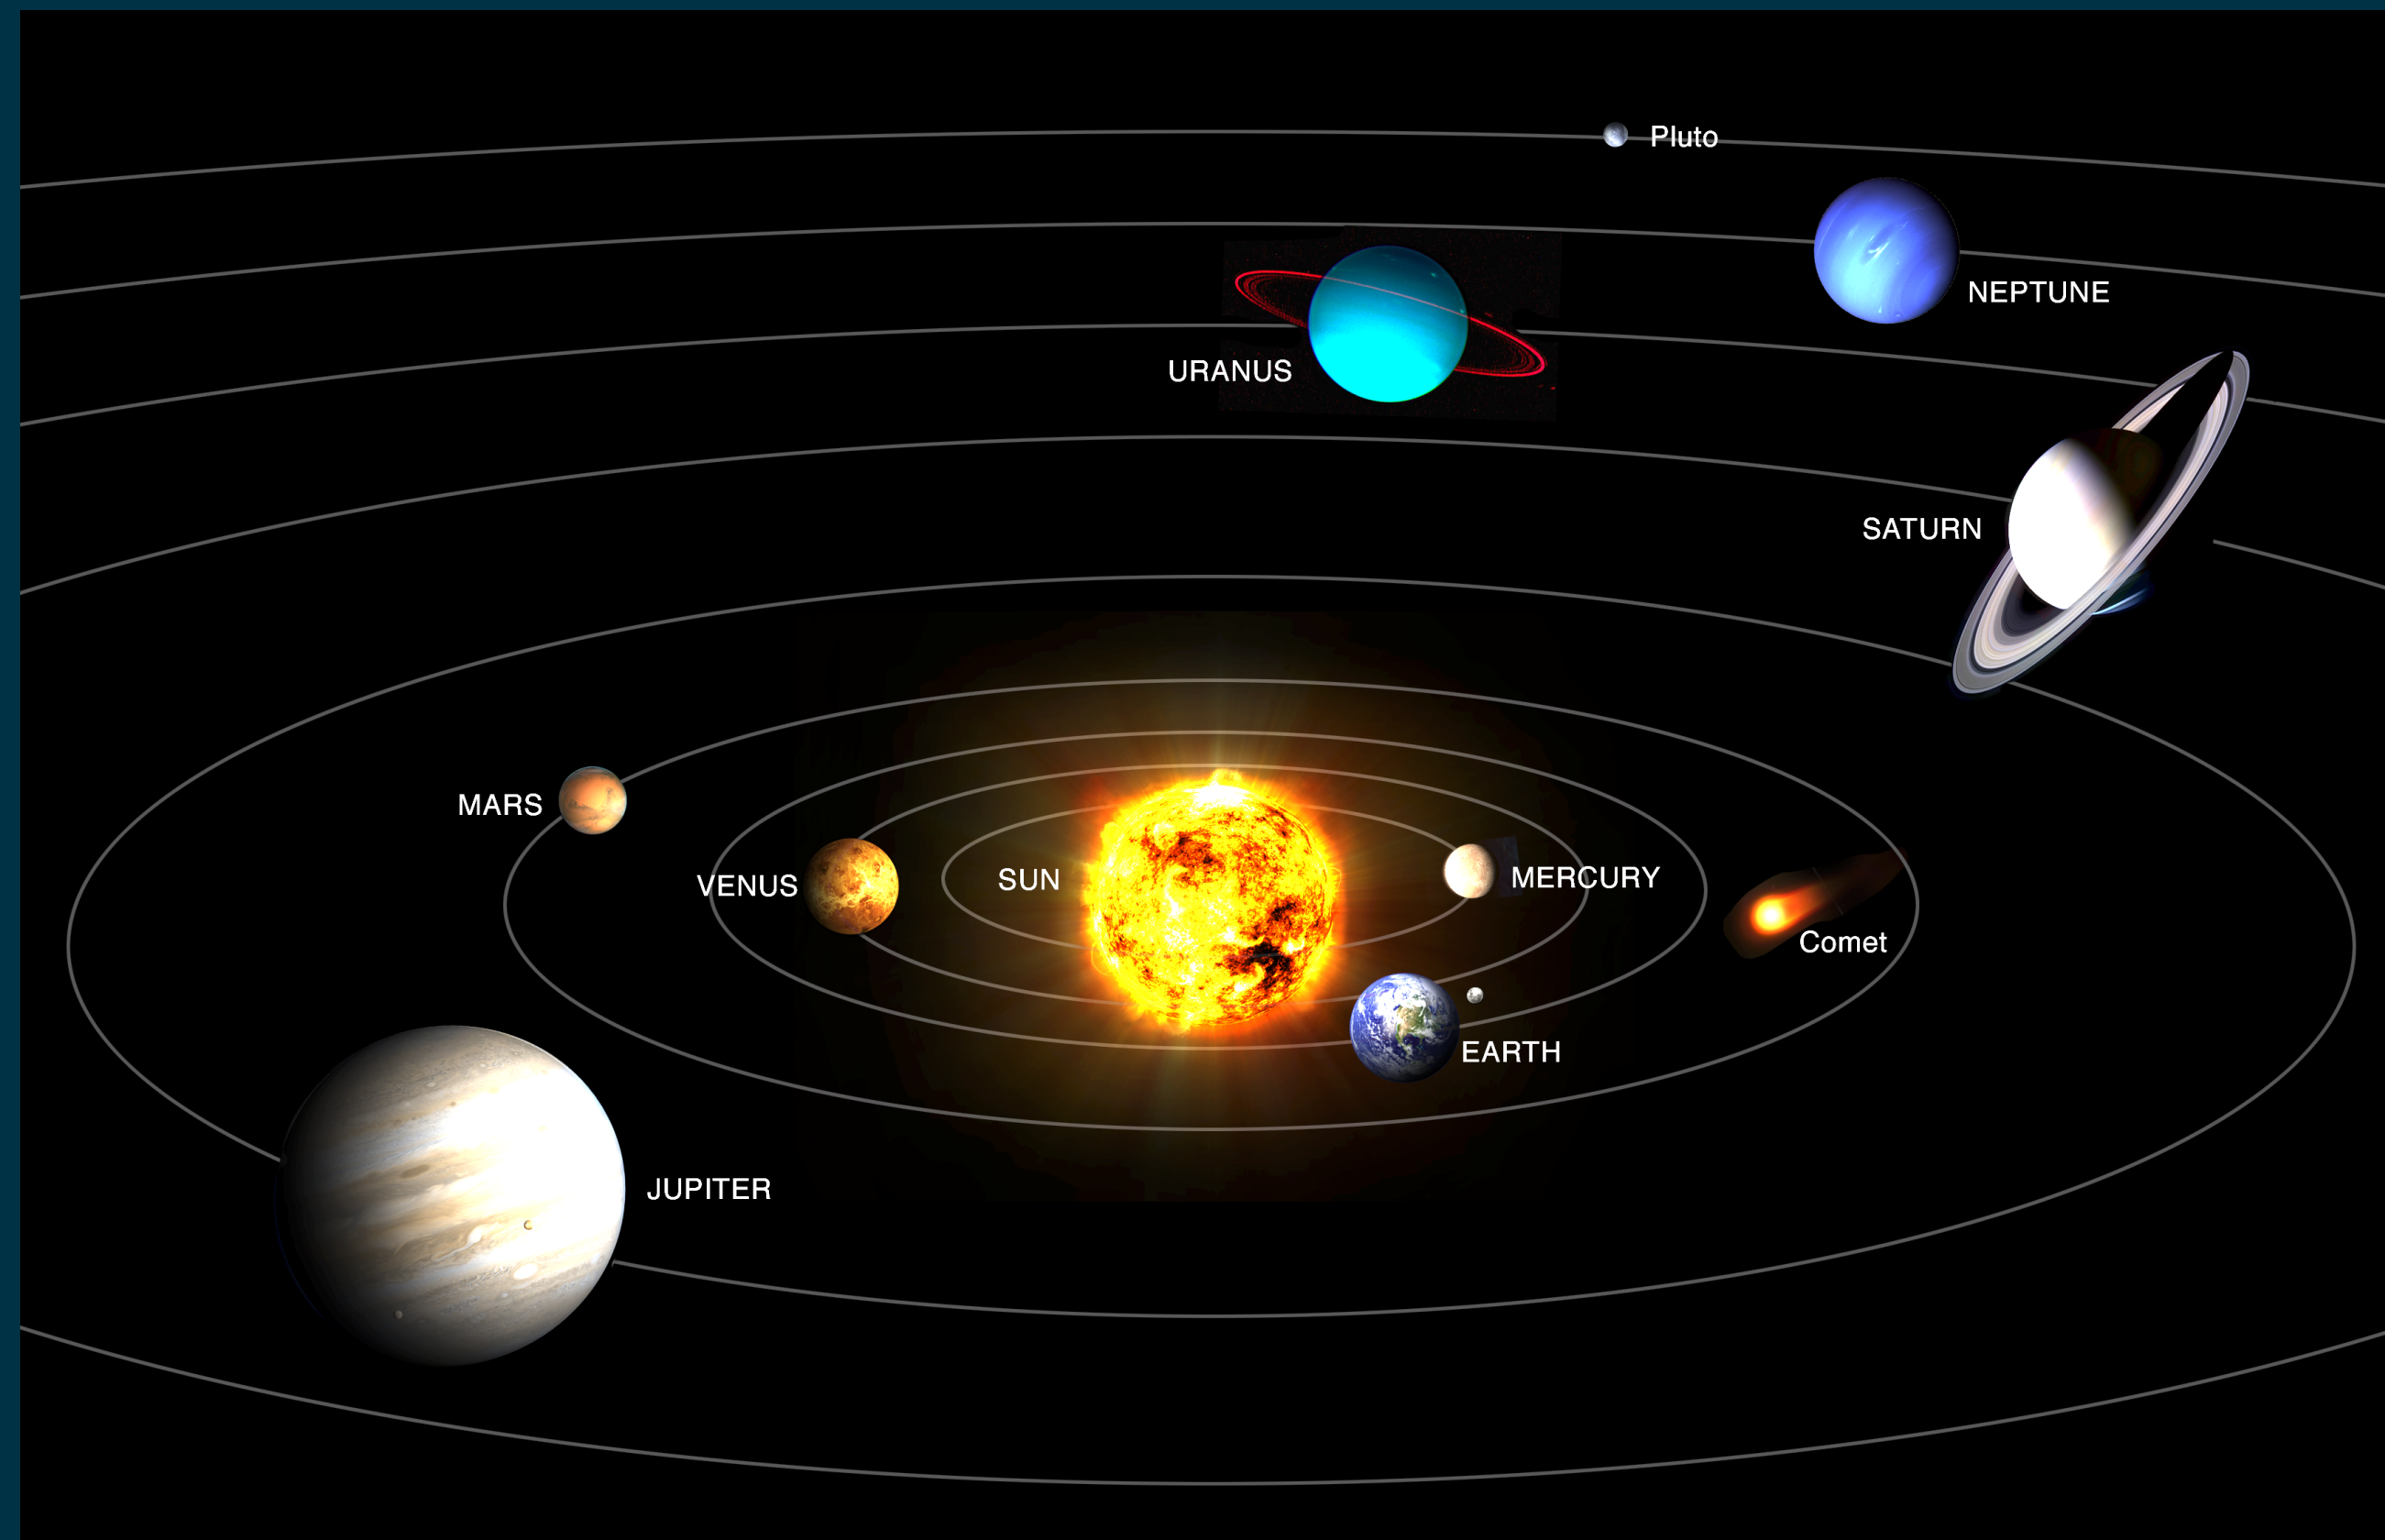 Pluto
NEPTUNE
URANUS
SATURN
MARS
VENUS
SUN
MERCURY
Comet
EARTH
JUPITER